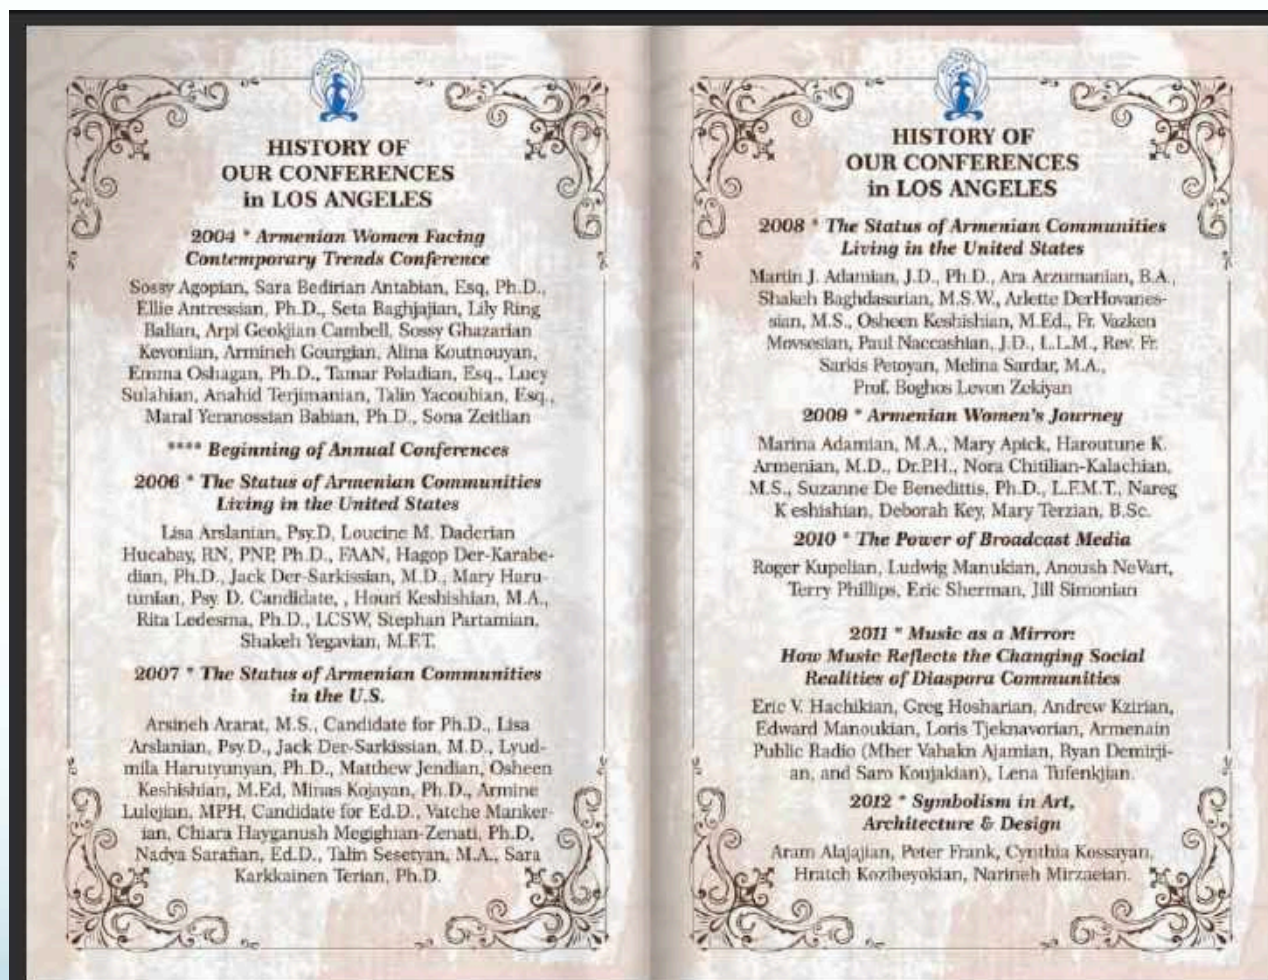 HISTORY OF
OUR CONFERENCES
in LOS ANGELES
2004 * Armenian Women Facing
Contemporary Trends Conference
Sossy Agopian, Sara Bedirian Antabian, Esq, Ph.D.,
Ellie Antressian, Ph.D., Seta Baghjajian, Lily Ring
Balian, Arpi Geokjian Cambell, Sossy Ghazarian
Kevonian, Armineh Gourgian, Alina Koutnouyan,
Emma Oshagan, Ph.D., Tamar Poladian, Esq., Lucy
Sulahian, Anahid Terjimanian, Talin Yacoubian, Esq.,
Maral Yeranossian Babian, Ph.D., Sona Zeitlian
**** Beginning of Annual Conferences
2006 * The Status of Armenian Communities
Living in the United States
Lisa Arslanian, Psy.D, Loucine M. Daderian
Hucabay, RN, PNP, Ph.D., FAAN, Hagop Der-Karabe-
dian, Ph.D., Jack Der-Sarkissian, M.D., Mary Haru-
tunian, Psy. D. Candidate, , Houri Keshishian, M.A.,
Rita Ledesma, Ph.D., LCSW, Stephan Partamian,
Shakeh Yegavian, M.F.T.
2007 * The Status of Armenian Communities
in the U.S.
Arsineh Ararat, M.S., Candidate for Ph.D., Lisa
Arslanian, Psy.D., Jack Der-Sarkissian, M.D., Lyud-
mila Harutyunyan, Ph.D., Matthew Jendian, Osheen
Keshishian, M.Ed, Minas Kojayan, Ph.D., Armine
Lulejian, MPH, Candidate for Ed.D., Vatche Manker-
ian, Chiara Hayganush Megighian-Zenati, Ph.D,
Nadya Sarafian, Ed.D., Talin Sesetyan, M.A., Sara
Karkkainen Terian, Ph.D.
HISTORY OF
OUR CONFERENCES
in LOS ANGELES
2008 * The Status of Armenian Communities
Living in the United States
Martin J. Adamian, J.D., Ph.D., Ara Arzumanian, B.A.,
Shakeh Baghdasarian, M.S.W., Arlette DerHovanes-
sian, M.S., Osheen Keshishian, M.Ed., Fr. Vazken
Movsesian, Paul Naccashian, J.D., L.L.M., Rev. Fr.
Sarkis Petoyan, Melina Sardar, M.A.,
Prof. Boghos Levon Zekiyan
2009 * Armenian Women's Journey
Marina Adamian, M.A., Mary Apick, Haroutune K.
Armenian, M.D., Dr.P.H., Nora Chitilian-Kalachian,
M.S., Suzanne De Benedittis, Ph.D., L.F.M.T., Nareg
K eshishian, Deborah Key, Mary Terzian, B.Sc.
2010 * The Power of Broadcast Media
Roger Kupelian, Ludwig Manukian, Anoush NeVart,
Terry Phillips, Eric Sherman, Jill Simonian
2011 * Music as a Mirror:
How Music Reflects the Changing Social
Realities of Diaspora Communities
Eric V. Hachikian, Greg Hosharian, Andrew Kzirian,
Edward Manoukian, Loris Tjeknavorian, Armenain
Public Radio (Mher Vahakn Ajamian, Ryan Demirji-
an, and Saro Koujakian), Lena Tufenkjian.
2012 * Symbolism in Art,
Architecture & Design
Aram Alajajian, Peter Frank, Cynthia Kossayan,
Hratch Kozibeyokian, Narineh Mirzaeian.